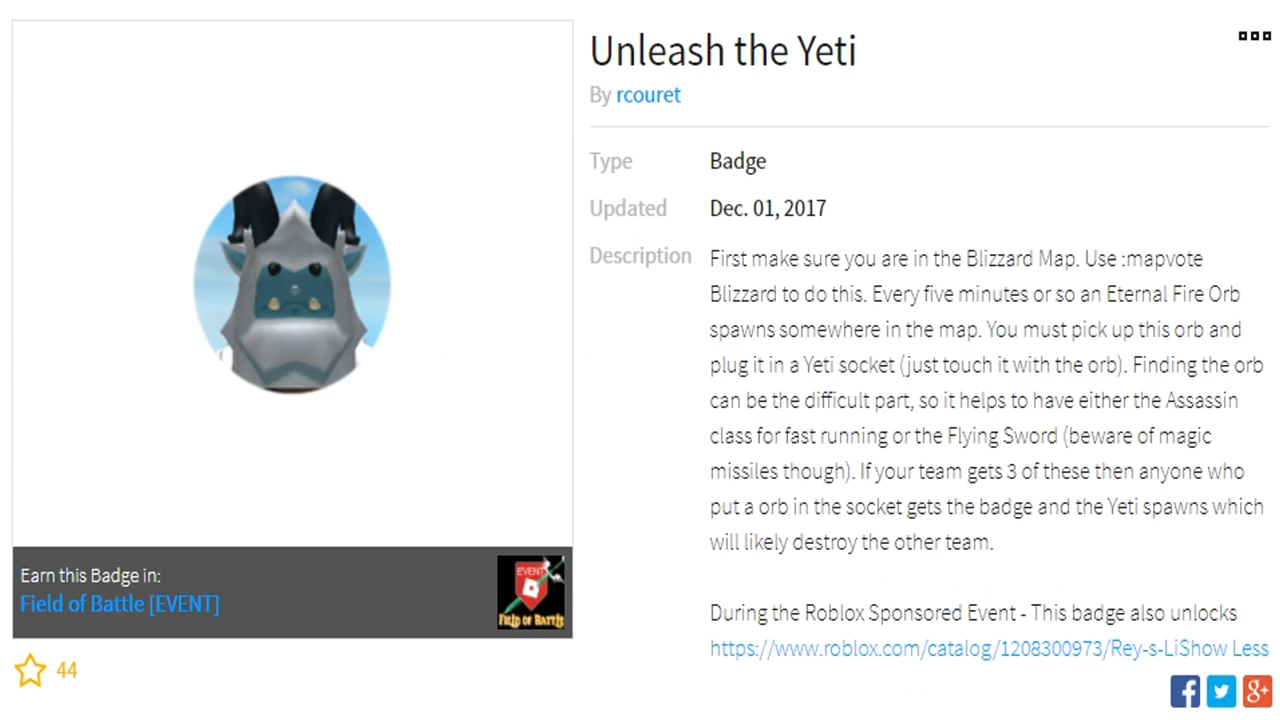 Unleash the Yeti
By rcouret
Type Badge
Updated Dec. 01, 2017
Description First make sure you are in the Blizzard Map. Use :mapvote
Blizzard to do this. Every five minutes or so an Eternal Fire Orb
spawns somewhere in the map. You must pick up this orb and
plug it in a Yeti socket (just touch it with the orb). Finding the orb
can be the difficult part, so it helps to have either the Assassin
class for fast running or the Flying Sword (beware of magic
missiles though). If your team gets 3 of these then anyone who
put a orb in the socket gets the badge and the Yeti spawns which
will likely destroy the other team.
During the Roblox Sponsored Event - This badge also unlocks
https://www.roblox.com/catalog/1208300973/Rey-s-LiShow Less
Earn this Badge in:
Field of Battle [EVENT]
EVENT
FIELD OF BATTLE
44
f
g+